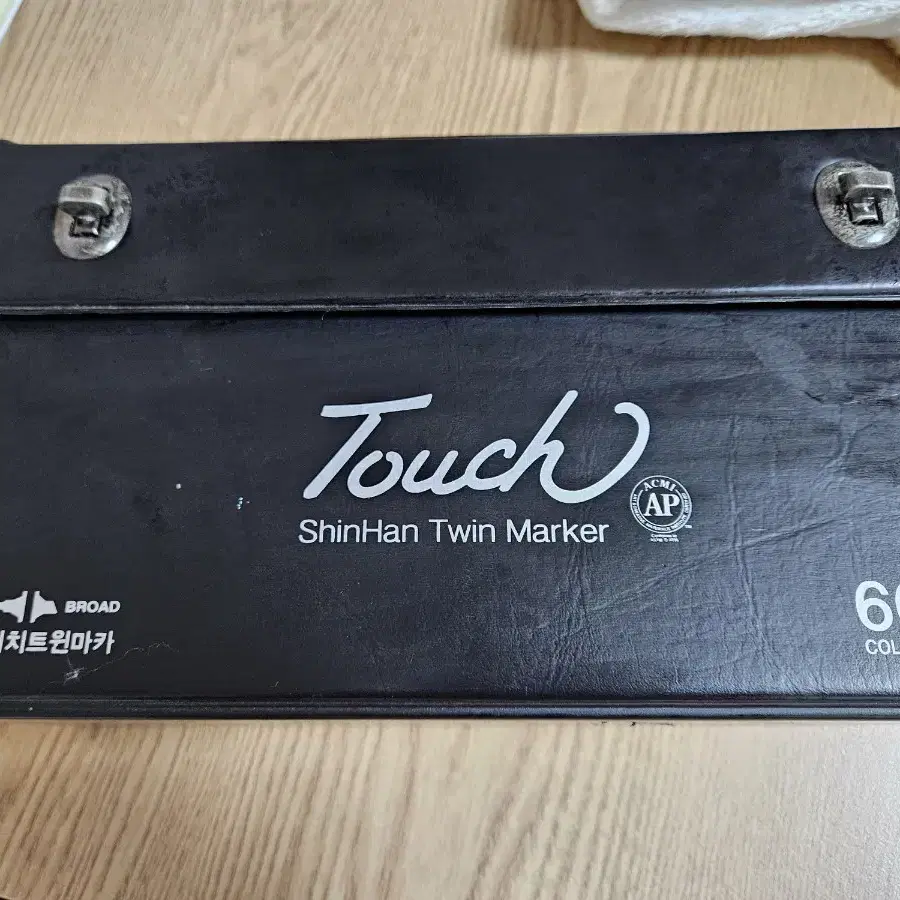 Touch
ShinHan Twin Marker
ACMI
AP
BROAD
치트윈마카
6
COL